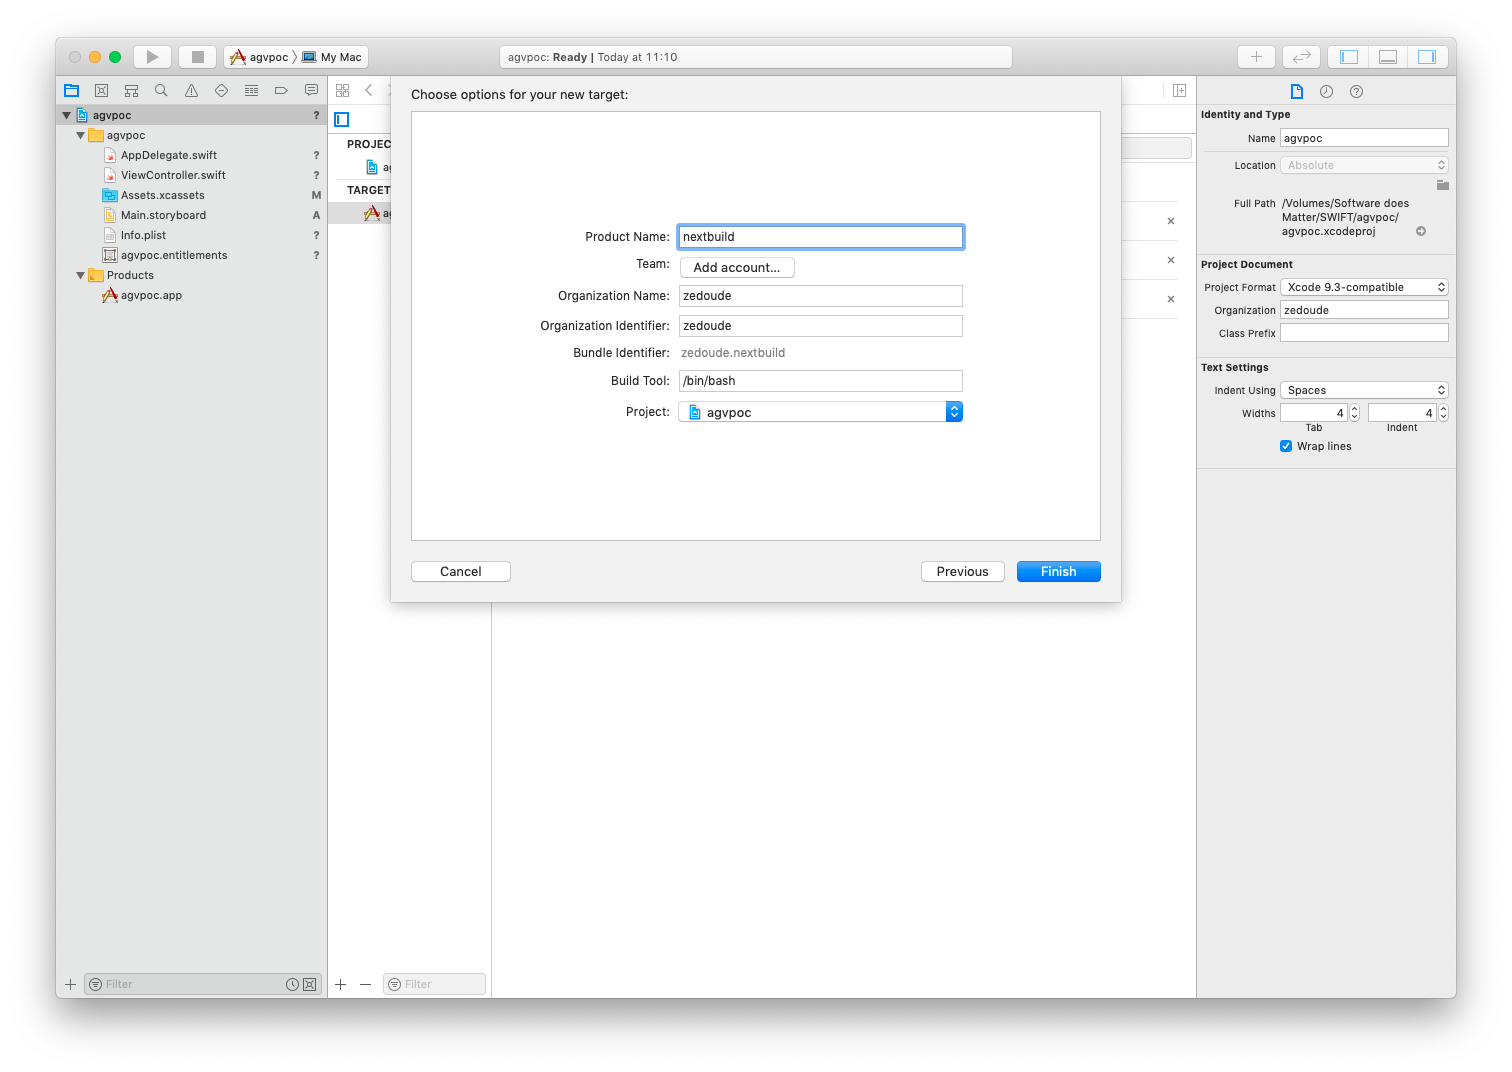 agvpoc
My Mac
agvpoc: Ready | Today at 11:10
agvpoc
?
agvpoc
AppDelegate.swift
?
ViewController.swift
?
Assets.xcassets
M
Main.storyboard
A
Info.plist
?
agvpoc.entitlements
?
Products
agvpoc.app
Filter
PROJEC
ag
TARGET
ag
Filter
Choose options for your new target:
Product Name: nextbuild
Team: Add account...
Organization Name: zedoude
Organization Identifier: zedoude
Bundle Identifier: zedoude.nextbuild
Build Tool: /bin/bash
Project: agvpoc
Cancel
Previous
Finish
Identity and Type
Name agvpoc
Location Absolute
Full Path /Volumes/Software does
Matter/SWIFT/agvpoc/
agvpoc.xcodeproj
Project Document
Project Format Xcode 9.3-compatible
Organization zedoude
Class Prefix
Text Settings
Indent Using Spaces
Widths 4 4
Tab Indent
Wrap lines